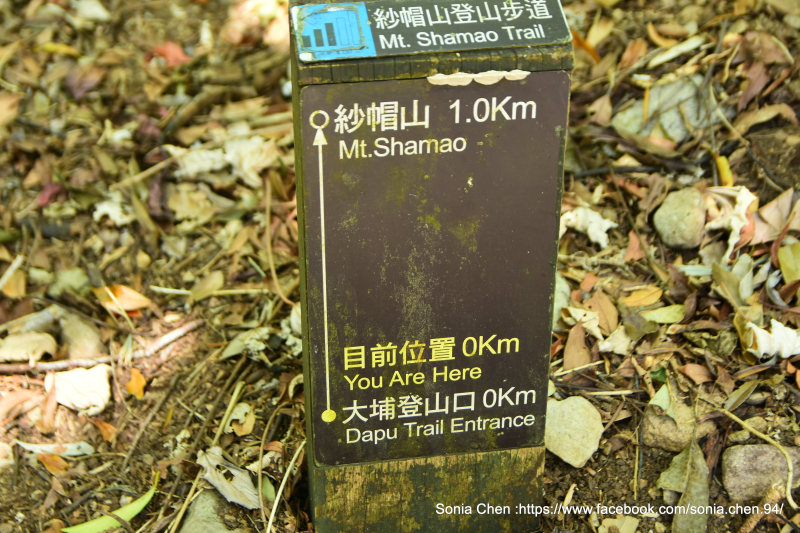 紗帽山登山步道
Mt. Shamao Trail
紗帽山 1.0Km
Mt.Shamao
目前位置 0Km
You Are Here
大埔登山口 0Km
Dapu Trail Entrance
Sonia Chen :https://www.facebook.com/sonia.chen.94/